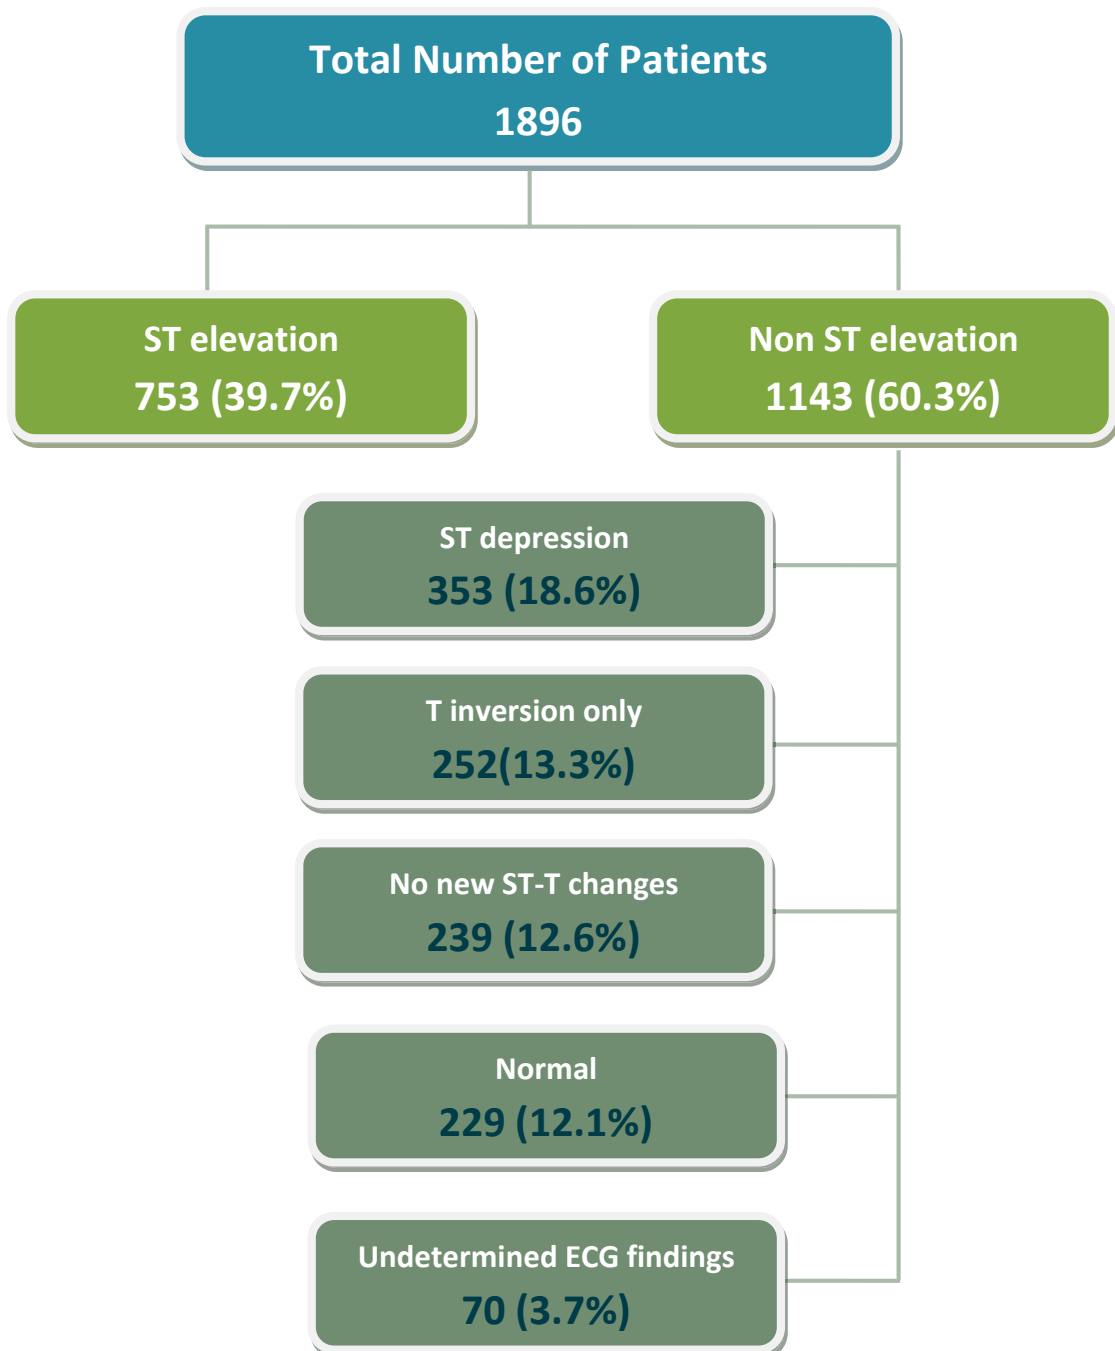 Total Number of Patients
1896
ST elevation
753 (39.7%)
Non ST elevation
1143 (60.3%)
ST depression
353 (18.6%)
T inversion only
252(13.3%)
No new ST-T changes
239 (12.6%)
Normal
229 (12.1%)
Undetermined ECG findings
70 (3.7%)